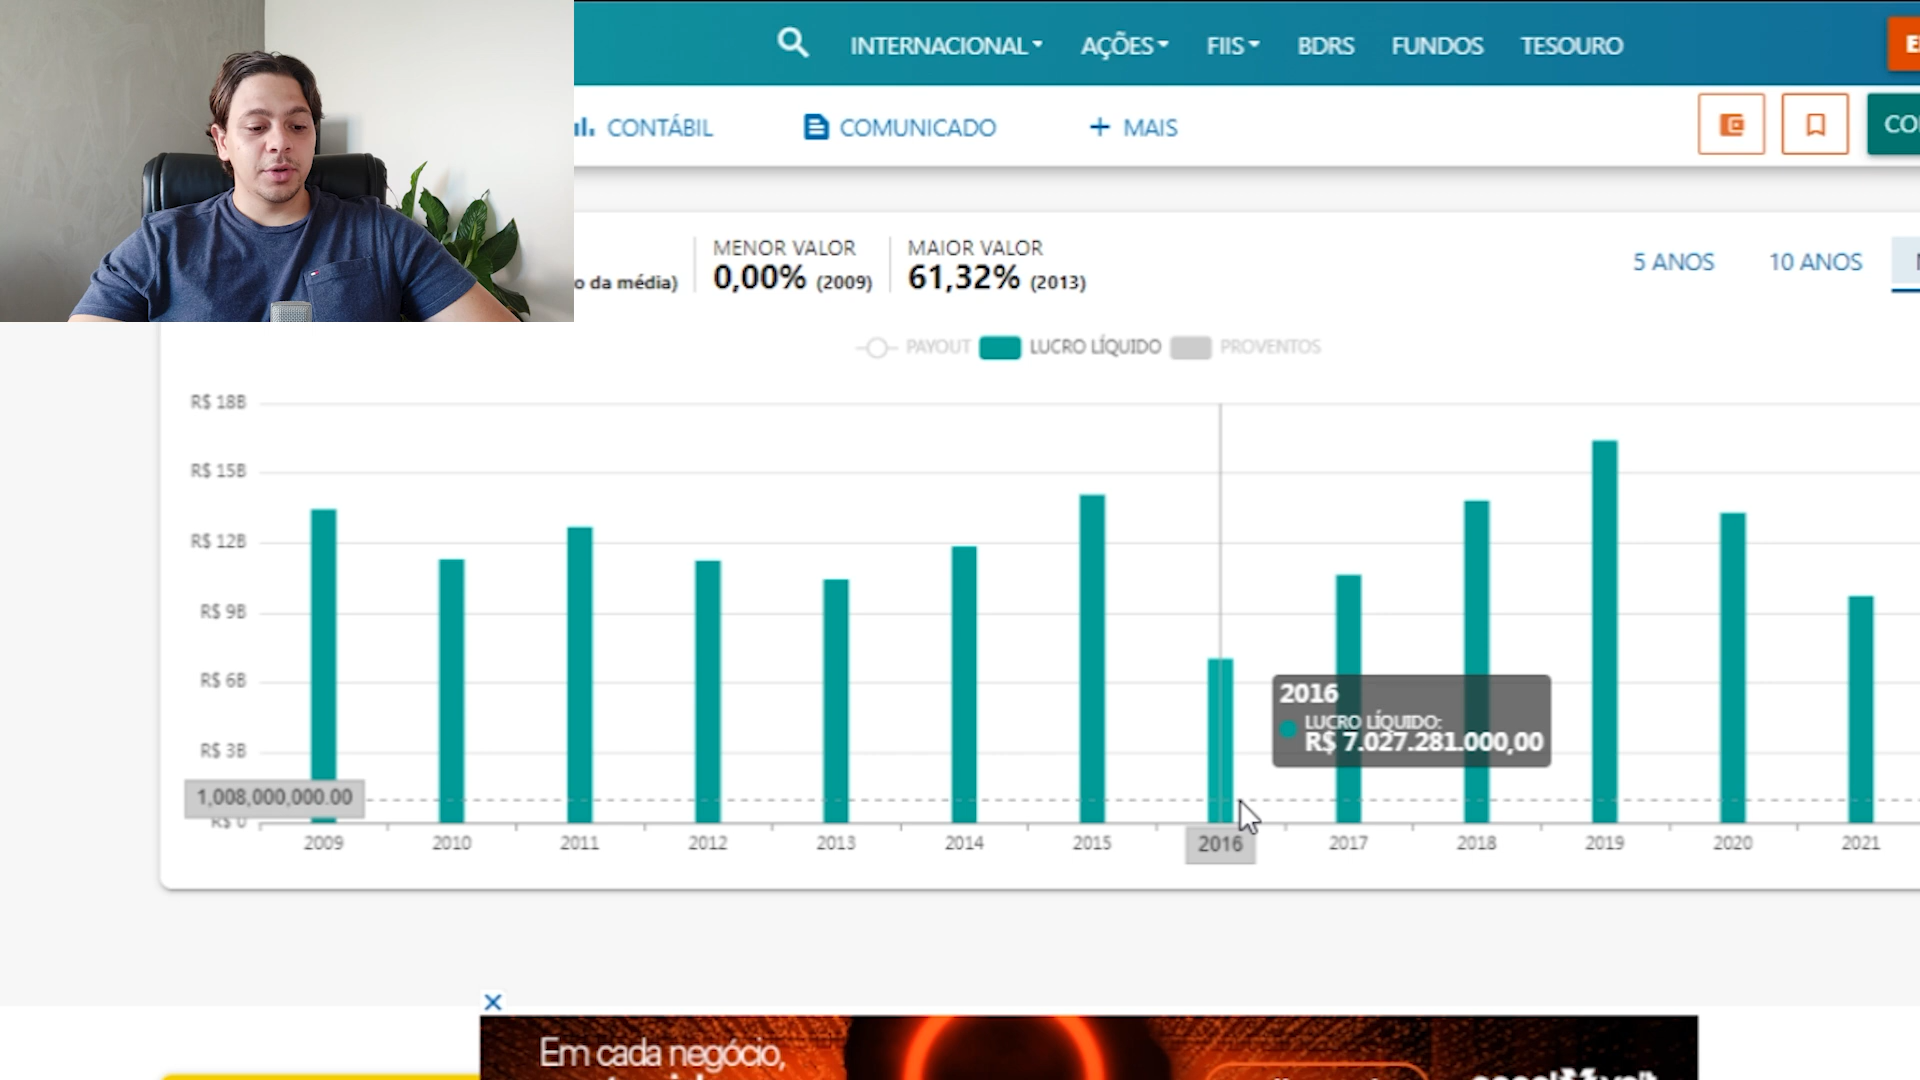 INTERNACIONAL AÇÕES FIIS BDRS FUNDOS TESOURO
CONTÁBIL COMUNICADO + MAIS
CO
MENOR VALOR MAIOR VALOR
o da média) 0,00% (2009) 61,32% (2013)
5 ANOS 10 ANOS
PAYOUT LUCRO LÍQUIDO PROVENTOS
R$ 18B
R$ 15B
R$ 12B
R$ 9B
R$ 6B
R$ 3B
R$ 0
1,008,000,000.00
2016
LUCRO LÍQUIDO:
R$ 7.027.281.000,00
2009 2010 2011 2012 2013 2014 2015 2016 2017 2018 2019 2020 2021
Em cada negócio,